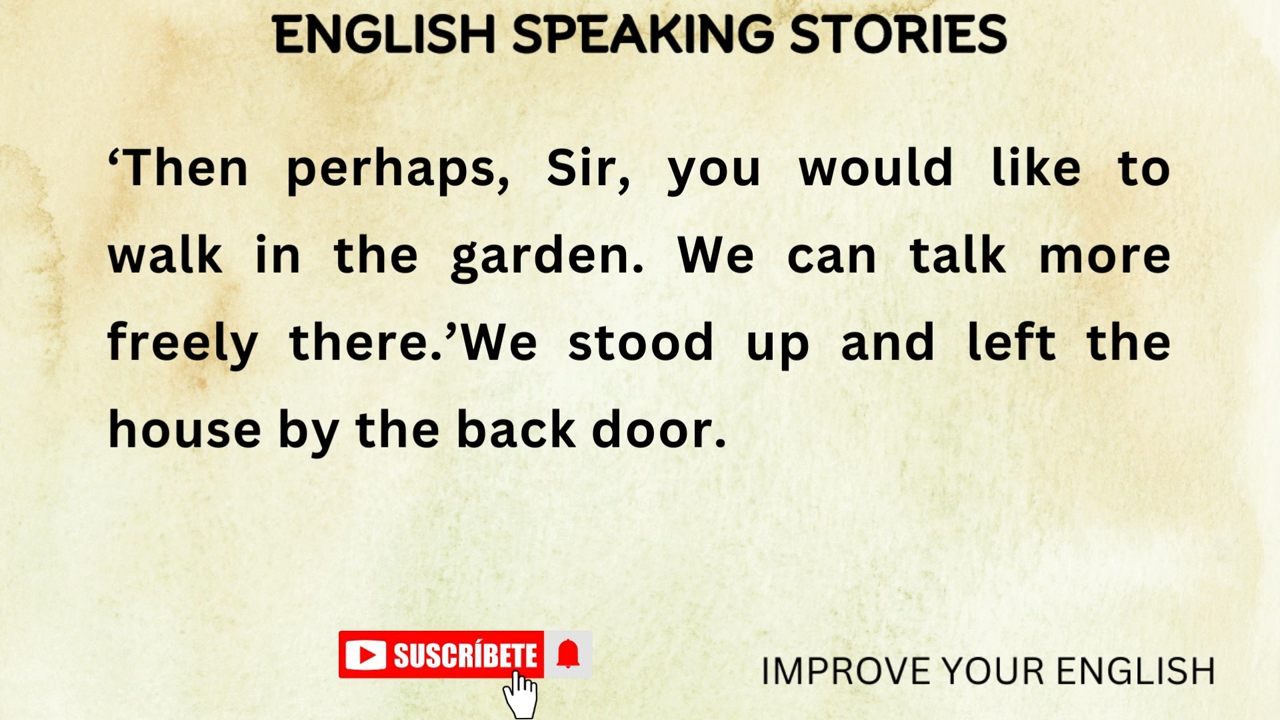 ENGLISH SPEAKING STORIES
‘Then perhaps, Sir, you would like to
walk in the garden. We can talk more
freely there.’We stood up and left the
house by the back door.
SUSCRÍBETE
IMPROVE YOUR ENGLISH